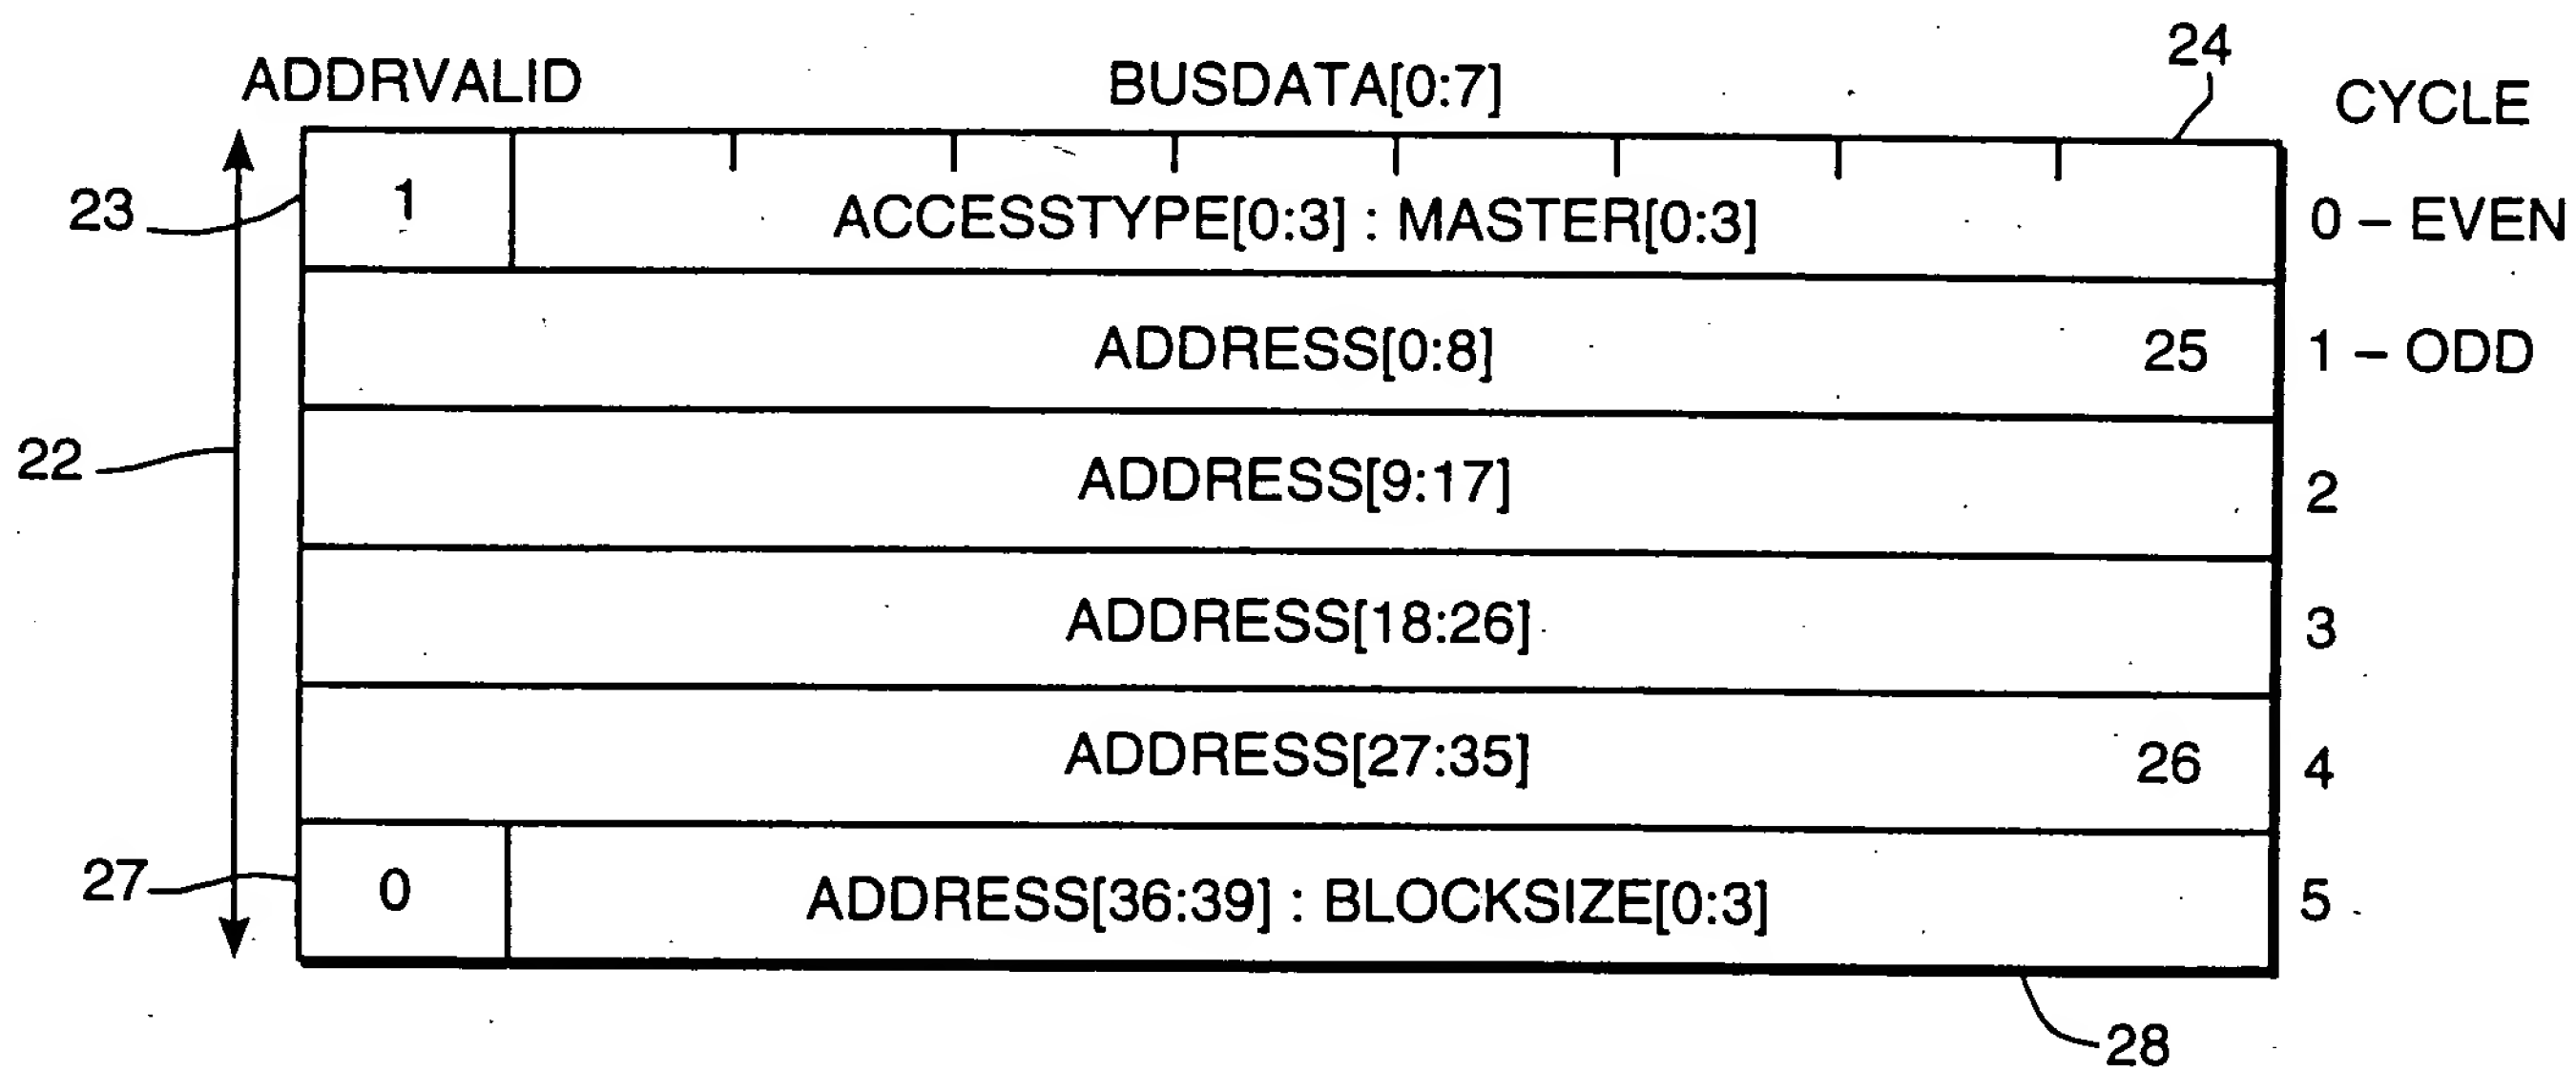 ADDRVALID BUSDATA[0:7] 24 CYCLE
23 1 ACCESSTYPE[0:3] : MASTER[0:3] 0 – EVEN
ADDRESS[0:8] 25 1 – ODD
22 ADDRESS[9:17] 2
ADDRESS[18:26] 3
ADDRESS[27:35] 26 4
27 0 ADDRESS[36:39] : BLOCKSIZE[0:3] 5
28